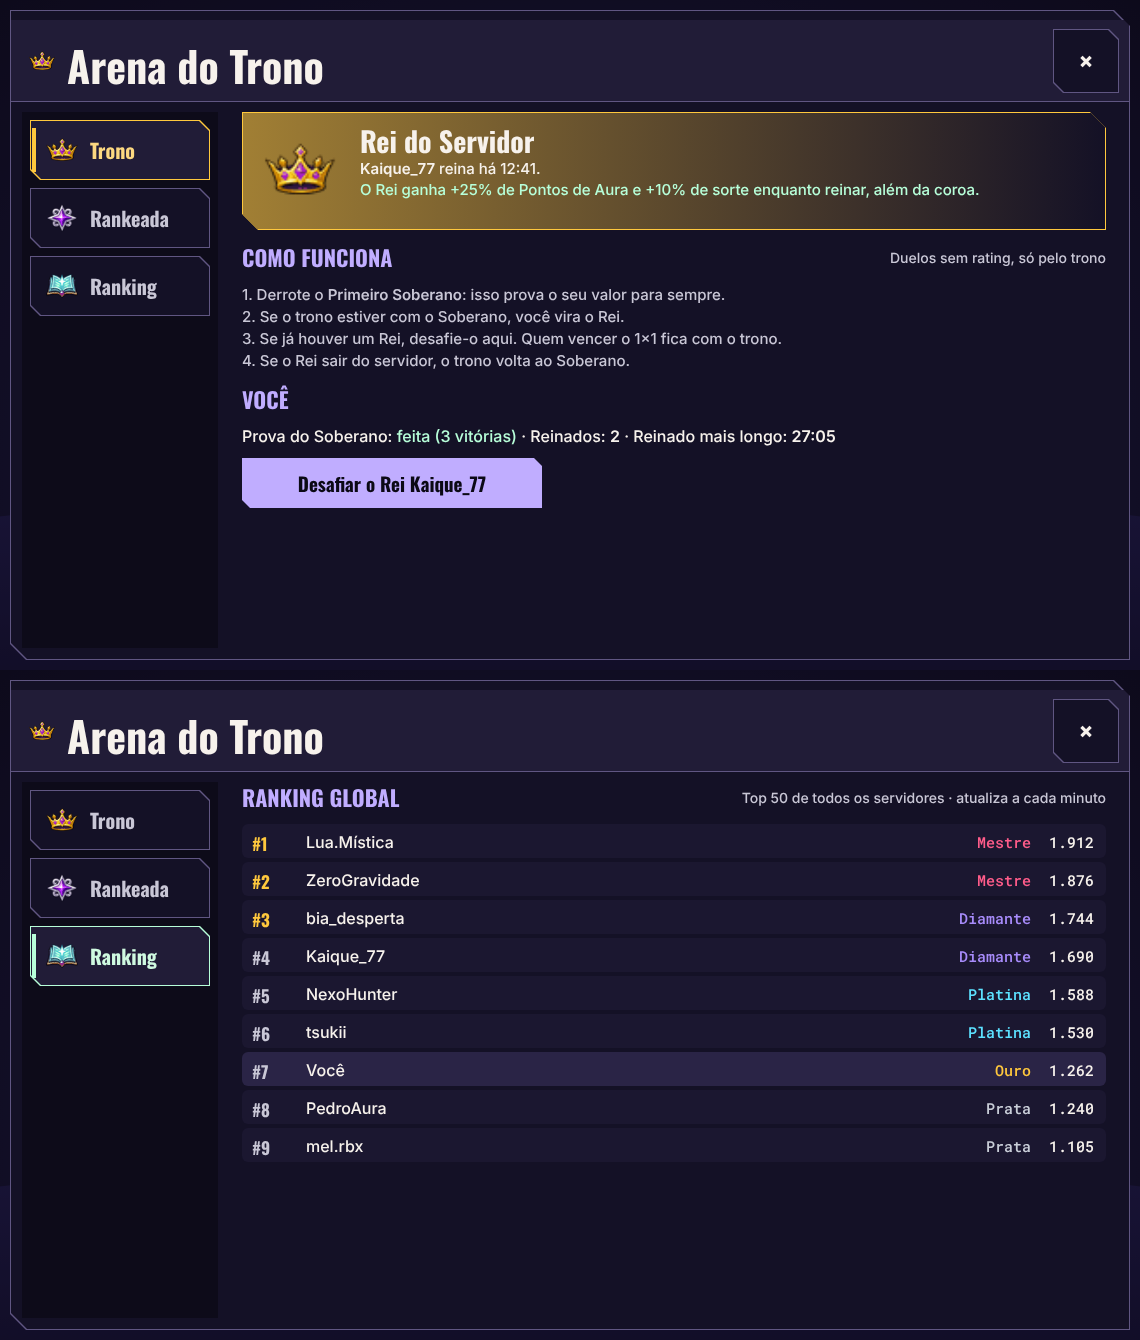 Arena do Trono
×
Trono
Rankeada
Ranking
Rei do Servidor
Kaique_77 reina há 12:41.
O Rei ganha +25% de Pontos de Aura e +10% de sorte enquanto reinar, além da coroa.
COMO FUNCIONA
Duelos sem rating, só pelo trono
1. Derrote o Primeiro Soberano: isso prova o seu valor para sempre.
2. Se o trono estiver com o Soberano, você vira o Rei.
3. Se já houver um Rei, desafie-o aqui. Quem vencer o 1×1 fica com o trono.
4. Se o Rei sair do servidor, o trono volta ao Soberano.
VOCÊ
Prova do Soberano: feita (3 vitórias) · Reinados: 2 · Reinado mais longo: 27:05
Desafiar o Rei Kaique_77
Arena do Trono
×
Trono
Rankeada
Ranking
RANKING GLOBAL
Top 50 de todos os servidores · atualiza a cada minuto
#1 Lua.Mística Mestre 1.912
#2 ZeroGravidade Mestre 1.876
#3 bia_desperta Diamante 1.744
#4 Kaique_77 Diamante 1.690
#5 NexoHunter Platina 1.588
#6 tsukii Platina 1.530
#7 Você Ouro 1.262
#8 PedroAura Prata 1.240
#9 mel.rbx Prata 1.105